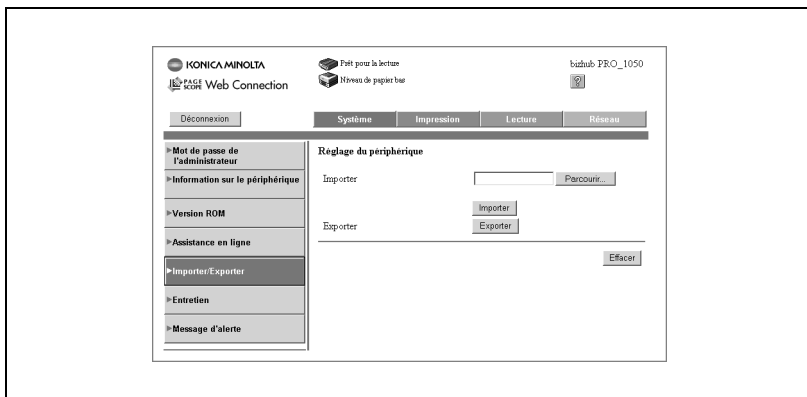 KONICA MINOLTA
PAGE SCOPE Web Connection
Prêt pour la lecture
Niveau de papier bas
bizhub PRO_1050
?
Déconnexion
Système
Impression
Lecture
Réseau
Mot de passe de
l'administrateur
Information sur le périphérique
Version ROM
Assistance en ligne
Importer/Exporter
Entretien
Message d'alerte
Réglage du périphérique
Importer
Parcourir...
Importer
Exporter
Exporter
Effacer